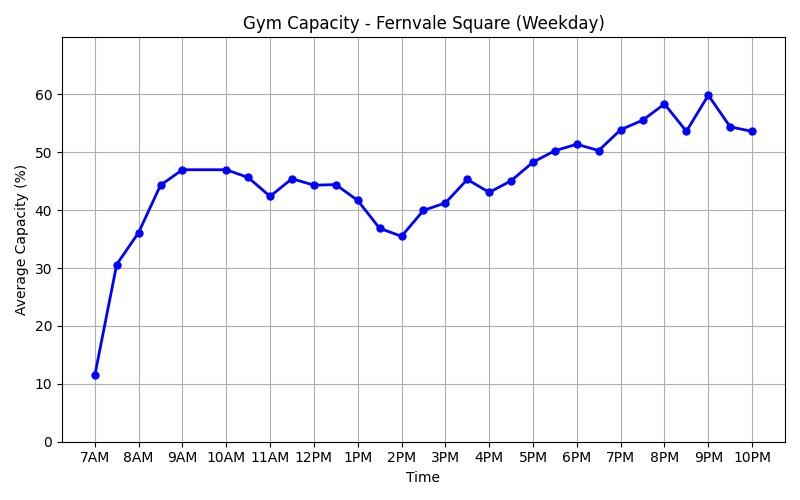 Gym Capacity - Fernvale Square (Weekday)
Average Capacity (%)
60
50
40
30
20
10
0
7AM 8AM 9AM 10AM 11AM 12PM 1PM 2PM 3PM 4PM 5PM 6PM 7PM 8PM 9PM 10PM
Time